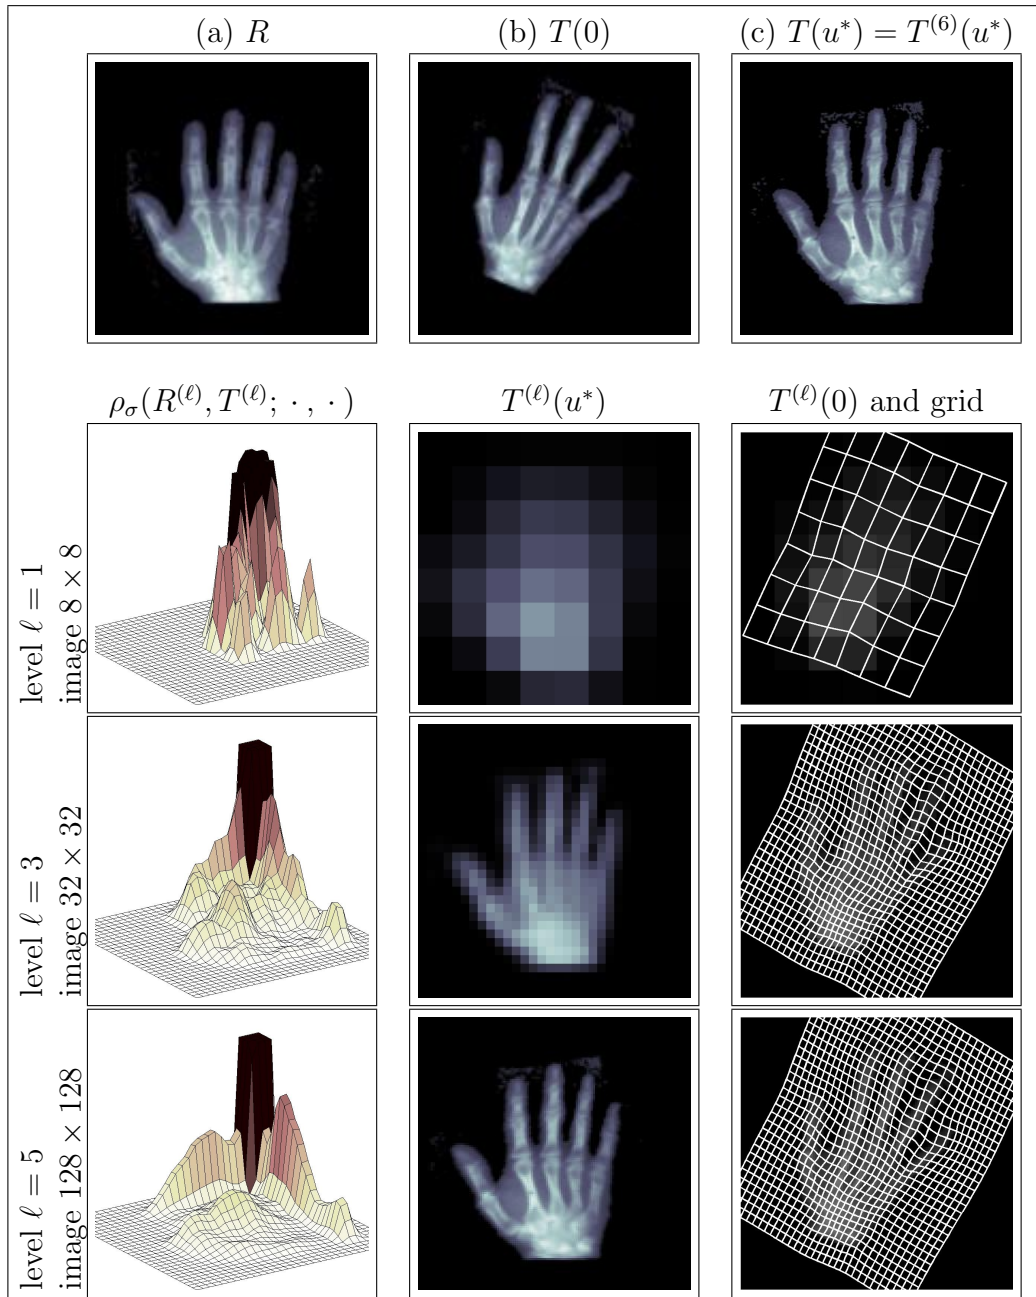 (a) R
(b) T(0)
(c) T(u*) = T^(6)(u*)
ρ_σ(R^(ℓ), T^(ℓ); ·, ·)
T^(ℓ)(u*)
T^(ℓ)(0) and grid
level ℓ = 1
image 8 × 8
level ℓ = 3
image 32 × 32
level ℓ = 5
image 128 × 128